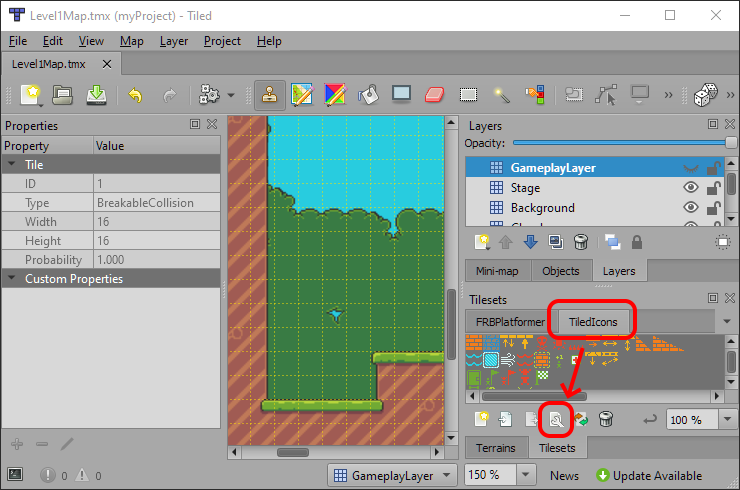 Level1Map.tmx (myProject) - Tiled
File Edit View Map Layer Project Help
Level1Map.tmx
Properties
Property Value
Tile
ID 1
Type BreakableCollision
Width 16
Height 16
Probability 1.000
Custom Properties
Layers
Opacity:
GameplayLayer
Stage
Background
Mini-map Objects Layers
Tilesets
FRBPlatformer TiledIcons
100 %
Terrains Tilesets
0 0 GameplayLayer 150 % News Update Available